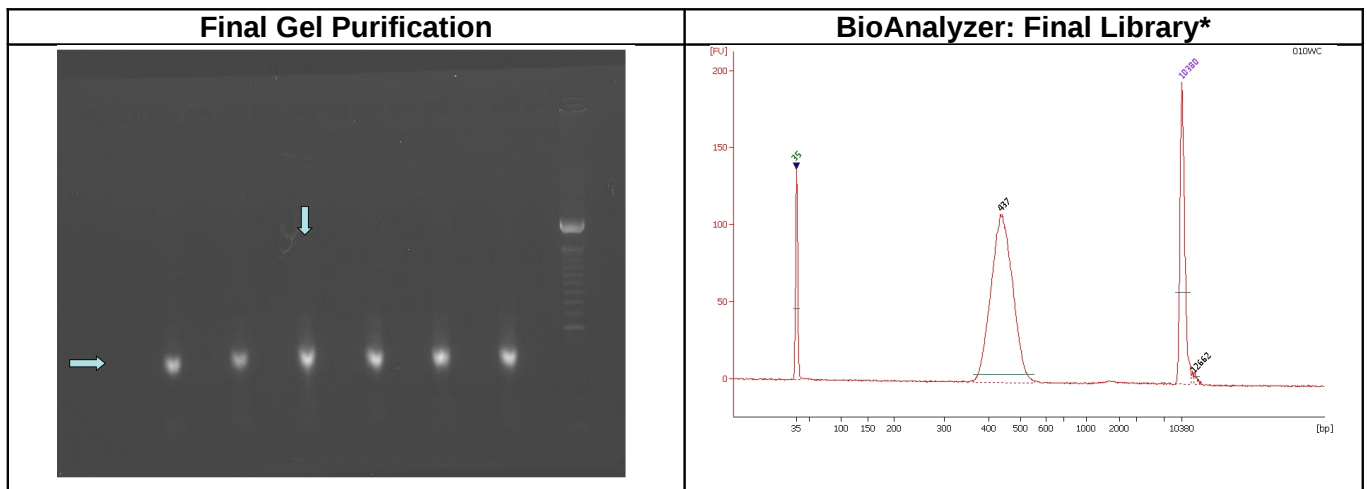 Final Gel Purification
BioAnalyzer: Final Library*
[FU]
010WC
200
150
100
50
0
35
437
10380
12662
35 100 150 200 300 400 500 600 1000 2000 10380 [bp]